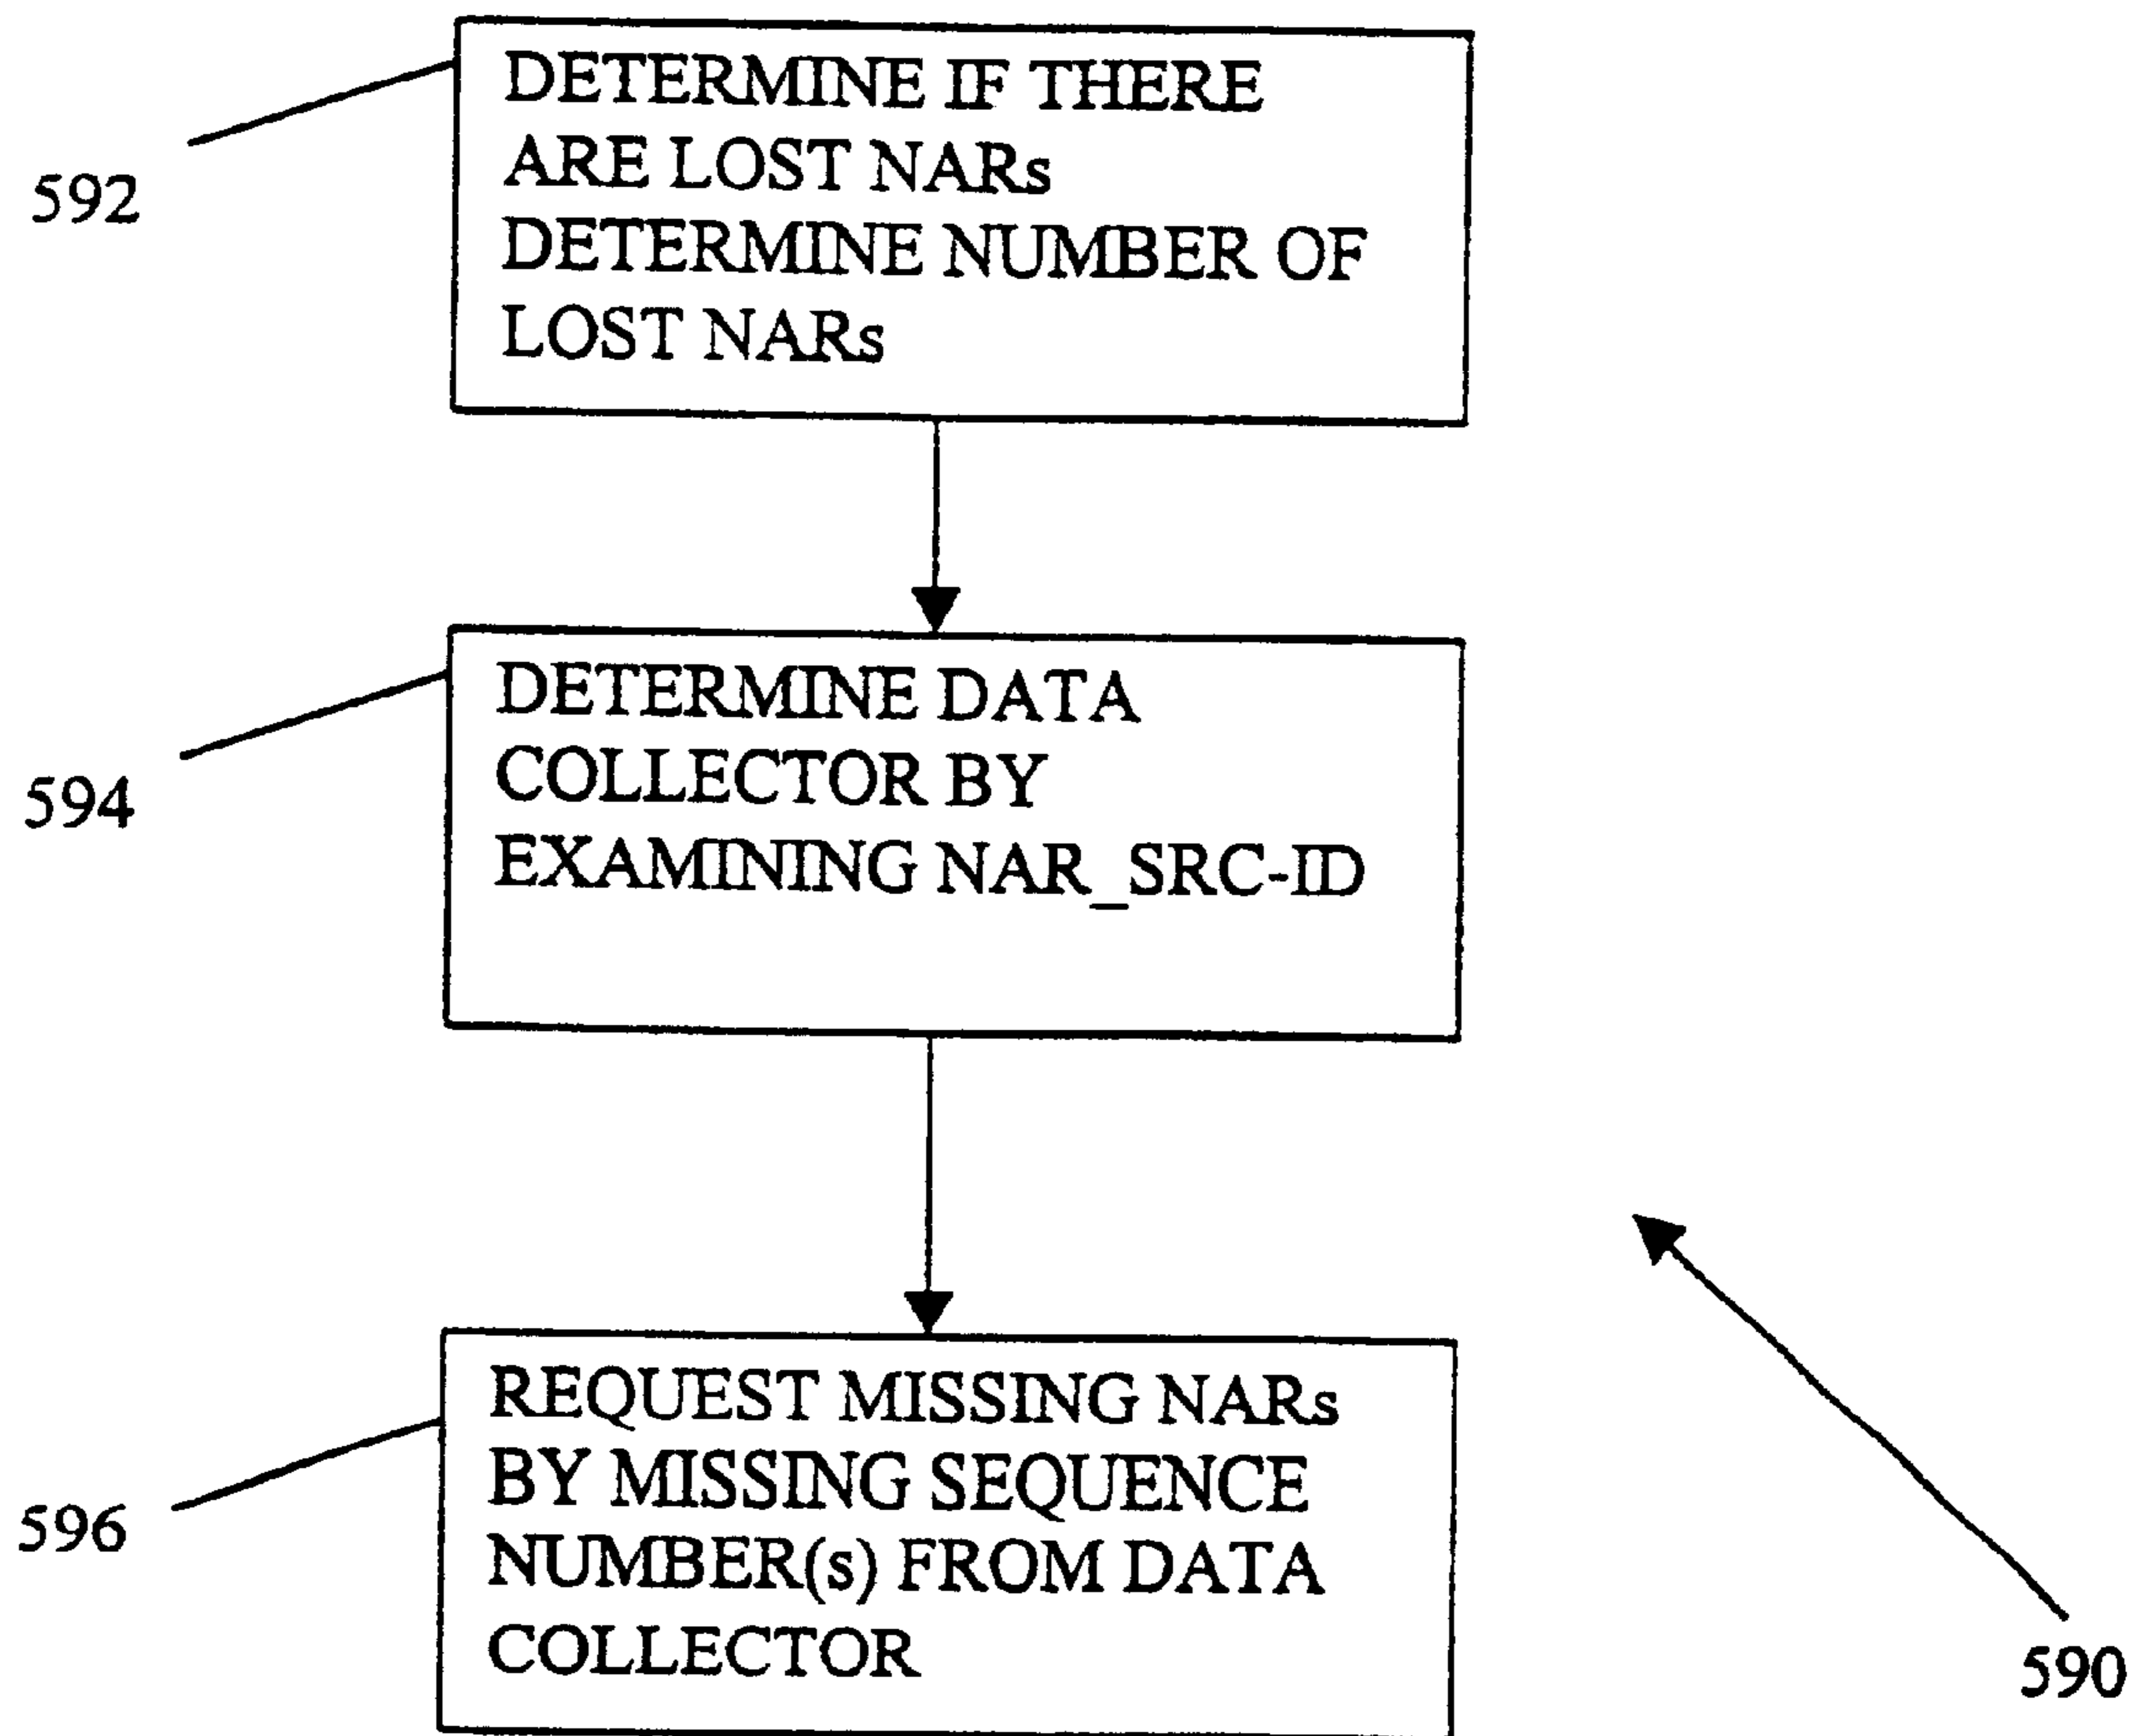 DETERMINE IF THERE
ARE LOST NARs
DETERMINE NUMBER OF
LOST NARs
592
DETERMINE DATA
COLLECTOR BY
EXAMINING NAR_SRC-ID
594
REQUEST MISSING NARs
BY MISSING SEQUENCE
NUMBER(s) FROM DATA
COLLECTOR
596
590